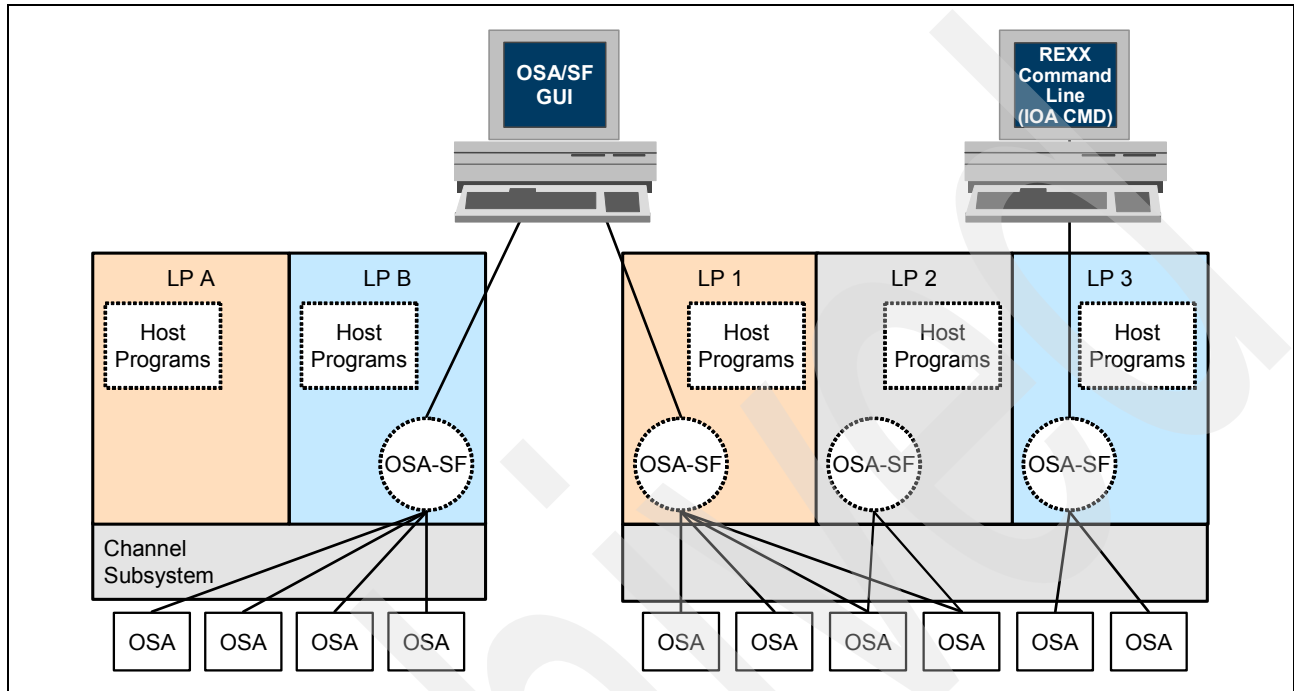 OSA/SF
GUI
REXX
Command
Line
(IOA CMD)
LP A
LP B
LP 1
LP 2
LP 3
Host
Programs
Host
Programs
Host
Programs
Host
Programs
Host
Programs
OSA-SF
OSA-SF
OSA-SF
OSA-SF
Channel
Subsystem
OSA
OSA
OSA
OSA
OSA
OSA
OSA
OSA
OSA
OSA